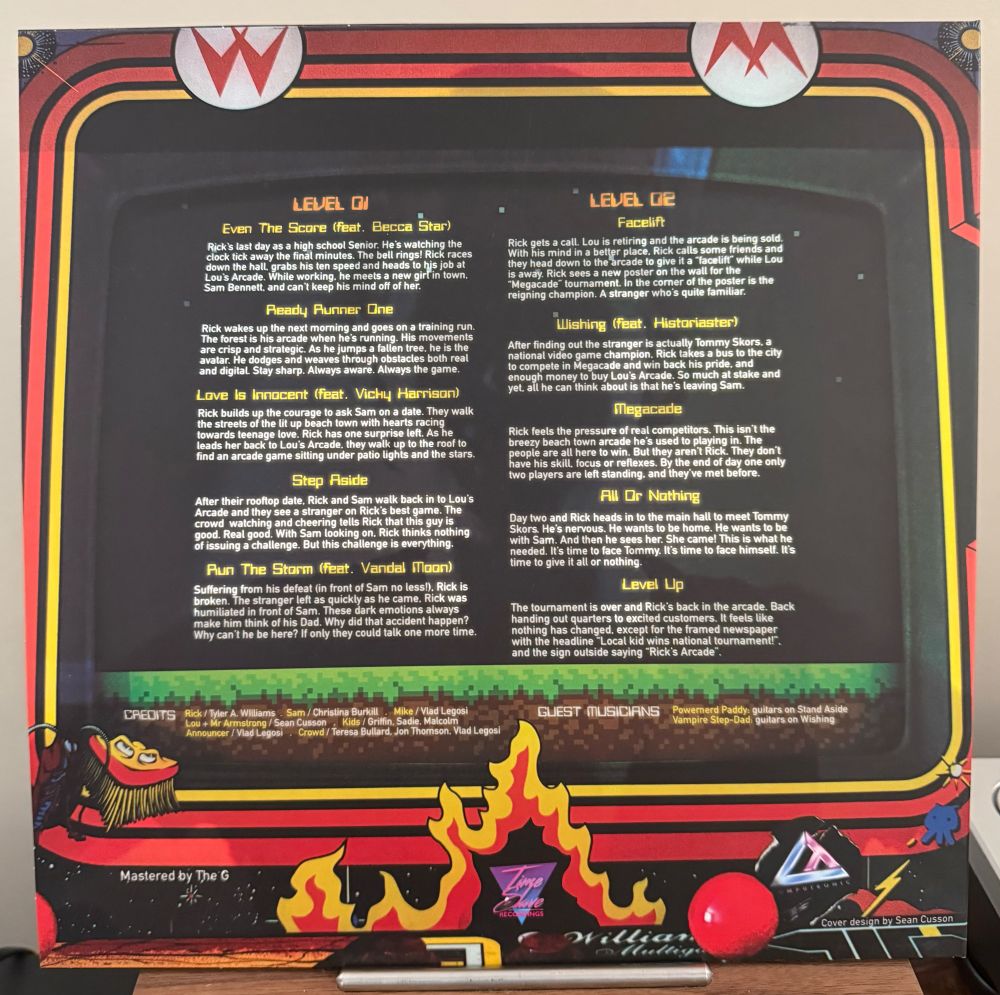 LEVEL 01
Even The Score (feat. Becca Star)
Rick's last day as a high school Senior. He's watching the
clock tick away the final minutes. The bell rings! Rick races
down the hall, grabs his ten speed and heads to his job at
Lou's Arcade. While working, he meets a new girl in town,
Sam Bennett, and can't keep his mind off of her.
Ready Runner One
Rick wakes up the next morning and goes on a training run.
The forest is his arcade when he's running. His movements
are crisp and strategic. As he jumps a fallen tree, he is the
avatar. He dodges and weaves through obstacles both real
and digital. Stay sharp. Always aware. Always the game.
Love Is Innocent (feat. Vicky Harrison)
Rick builds up the courage to ask Sam on a date. They walk
the streets of the lit up beach town with hearts racing
towards teenage love. Rick has one surprise left. As he
leads her back to Lou's Arcade, they walk up to the roof to
find an arcade game sitting under patio lights and the stars.
Step Aside
After their rooftop date, Rick and Sam walk back in to Lou's
Arcade and they see a stranger on Rick's best game. The
crowd watching and cheering tells Rick that this guy is
good. Real good. With Sam looking on, Rick thinks nothing
of issuing a challenge. But this challenge is everything.
Run The Storm (feat. Vandal Moon)
Suffering from his defeat (in front of Sam no less!), Rick is
broken. The stranger left as quickly as he came. Rick was
humiliated in front of Sam. These dark emotions always
make him think of his Dad. Why did that accident happen?
Why can't he be here? If only they could talk one more time.
LEVEL 02
Facelift
Rick gets a call. Lou is retiring and the arcade is being sold.
With his mind in a better place, Rick calls some friends and
they head down to the arcade to give it a "facelift" while Lou
is away. Rick sees a new poster on the wall for the
"Megacade" tournament. In the corner of the poster is the
reigning champion. A stranger who's quite familiar.
Wishing (feat. Historiaster)
After finding out the stranger is actually Tommy Skors, a
national video game champion, Rick takes a bus to the city
to compete in Megacade and win back his pride, and
enough money to buy Lou's Arcade. So much at stake and
yet, all he can think about is that he's leaving Sam.
Megacade
Rick feels the pressure of real competitors. This isn't the
breezy beach town arcade he's used to playing in. The
people are all here to win. But they aren't Rick. They don't
have his skill, focus or reflexes. By the end of day one only
two players are left standing, and they've met before.
All Or Nothing
Day two and Rick heads in to the main hall to meet Tommy
Skors. He's nervous. He wants to be home. He wants to be
with Sam. And then he sees her. She came! This is what he
needed. It's time to face Tommy. It's time to face himself. It's
time to give it all or nothing.
Level Up
The tournament is over and Rick's back in the arcade. Back
handing out quarters to excited customers. It feels like
nothing has changed, except for the framed newspaper
with the headline "Local kid wins national tournament!",
and the sign outside saying "Rick's Arcade".
CREDITS
Rick / Tyler A. Williams . Sam / Christina Burkill . Mike / Vlad Legosi
Lou + Mr Armstrong / Sean Cusson . Kids / Griffin, Sadie, Malcolm
Announcer / Vlad Legosi . Crowd / Teresa Bullard, Jon Thomson, Vlad Legosi
GUEST MUSICIANS
Powernerd Paddy: guitars on Stand Aside
Vampire Step-Dad: guitars on Wishing
Mastered by The G
Time
Slave
RECORDINGS
Cover design by Sean Cusson